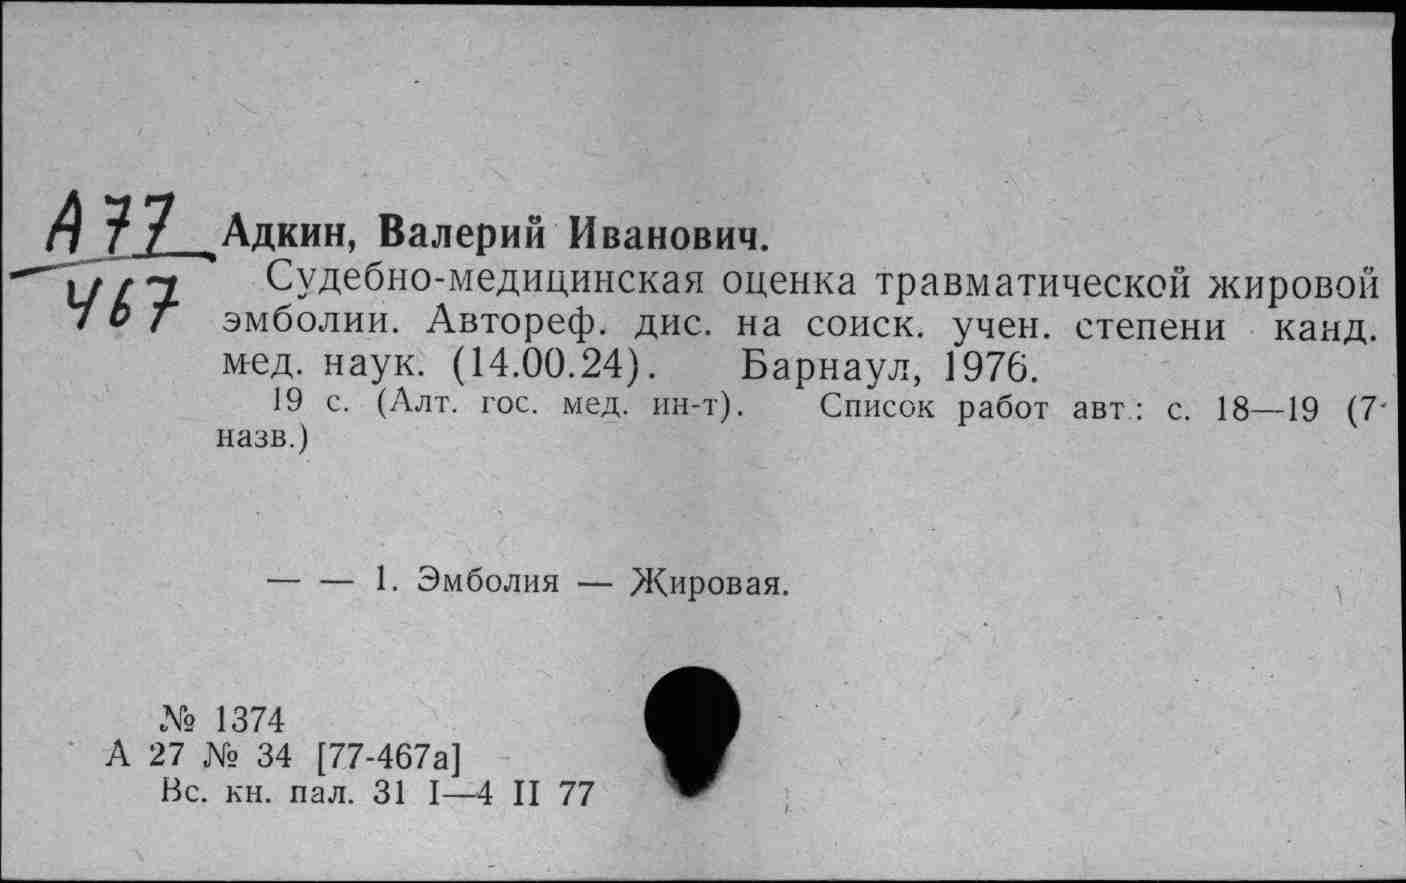 А77
467
Адкин, Валерий Иванович.
Судебно-медицинская оценка травматической жировой
эмболии. Автореф. дис. на соиск. учен. степени канд.
мед. наук. (14.00.24). Барнаул, 1976.
19 с. (Алт. гос. мед. ин-т). Список работ авт.: с. 18—19 (7
назв.)
— — 1. Эмболия — Жировая.
№ 1374
А 27 № 34 [77-467а]
Вс. кн. пал. 31 I—4 II 77